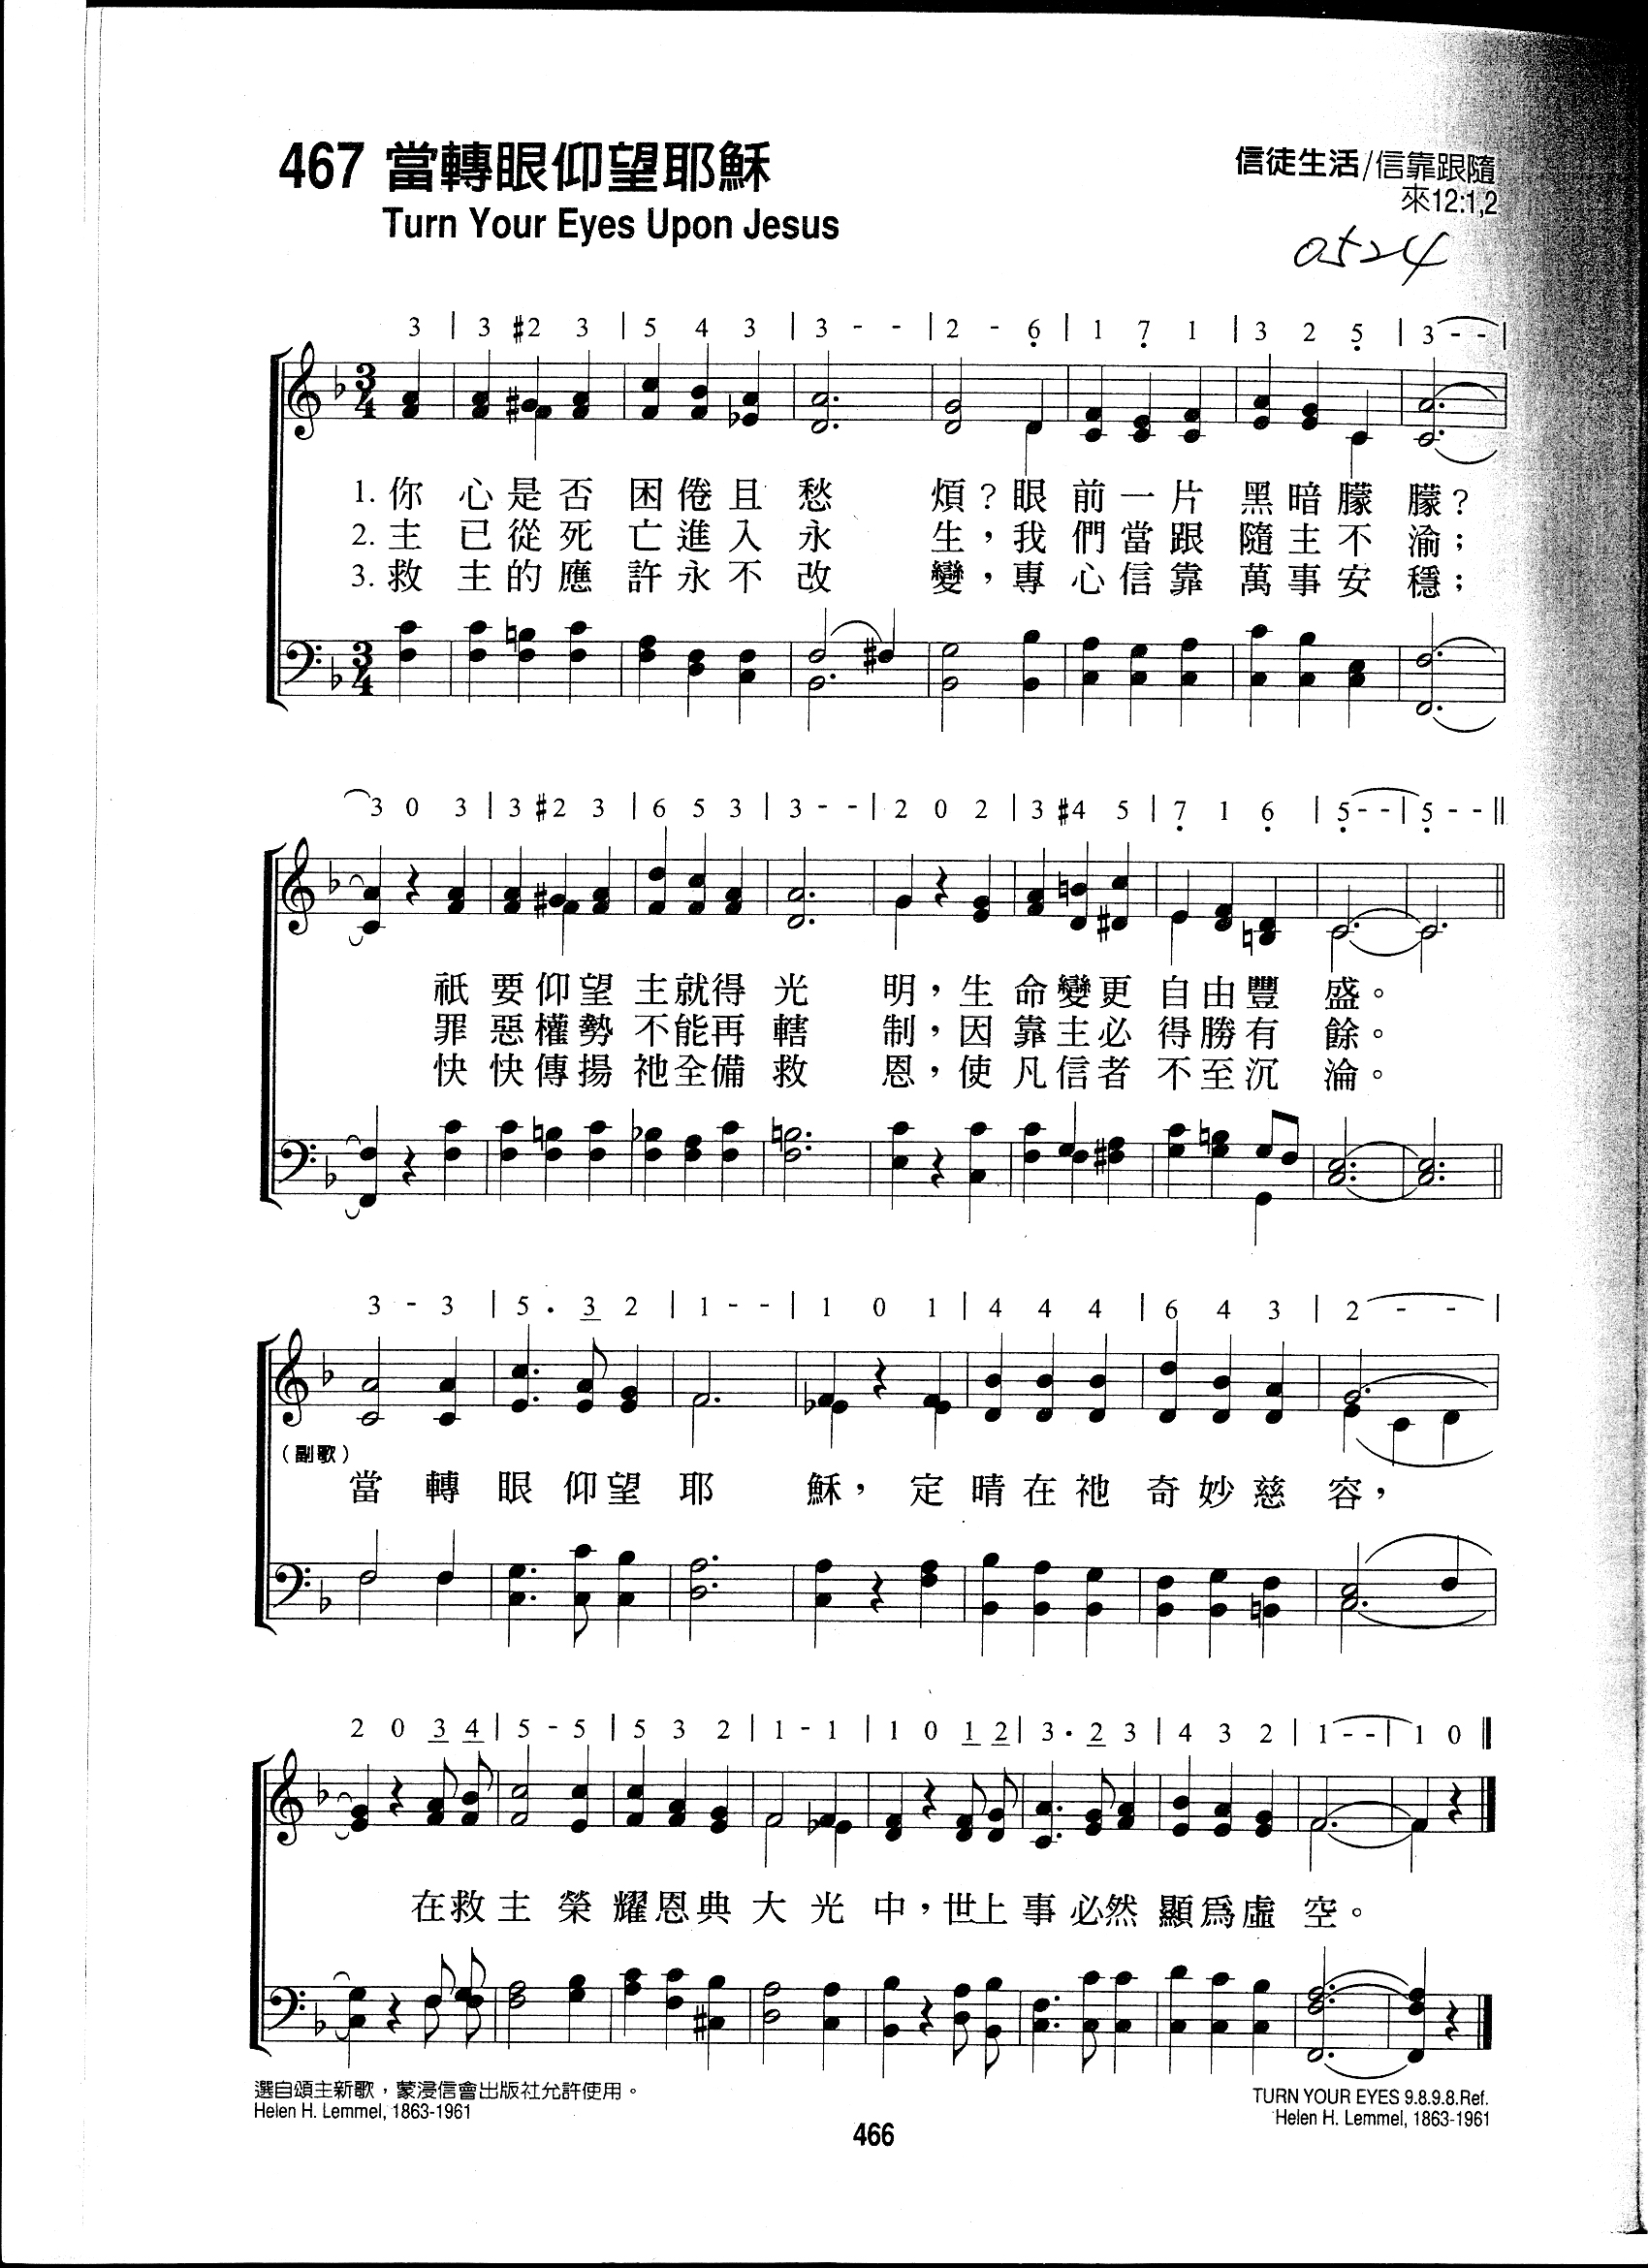 467 當轉眼仰望耶穌
Turn Your Eyes Upon Jesus
信徒生活/信靠跟隨
來12:1,2
0524
3 | 3 #2 3 | 5 4 3 | 3 - - | 2 - 6̣ | 1 7̣ 1 | 3 2 5̣ | 3 - - |
3/4
1. 你心是否困倦且愁煩?眼前一片黑暗朦朦?
2. 主已從死亡進入永生,我們當跟隨主不渝;
3. 救主的應許永不改變,專心信靠萬事安穩;
3/4
3 0 3 | 3 #2 3 | 6 5 3 | 3 - - | 2 0 2 | 3 #4 5 | 7̣ 1 6̣ | 5̣ - - | 5̣ - - ||
祇要仰望主就得光明,生命變更自由豐盛。
罪惡權勢不能再轄制,因靠主必得勝有餘。
快快傳揚祂全備救恩,使凡信者不至沉淪。
3 - 3 | 5 . 3 2 | 1 - - | 1 0 1 | 4 4 4 | 6 4 3 | 2 - - |
(副歌)
當轉眼仰望耶穌,定睛在祂奇妙慈容,
2 0 3 4 | 5 - 5 | 5 3 2 | 1 - 1 | 1 0 1 2 | 3 . 2 3 | 4 3 2 | 1 - - | 1 0 ||
在救主榮耀恩典大光中,世上事必然顯爲虛空。
選自頌主新歌,蒙浸信會出版社允許使用。
Helen H. Lemmel, 1863-1961
TURN YOUR EYES 9.8.9.8.Ref.
Helen H. Lemmel, 1863-1961
466